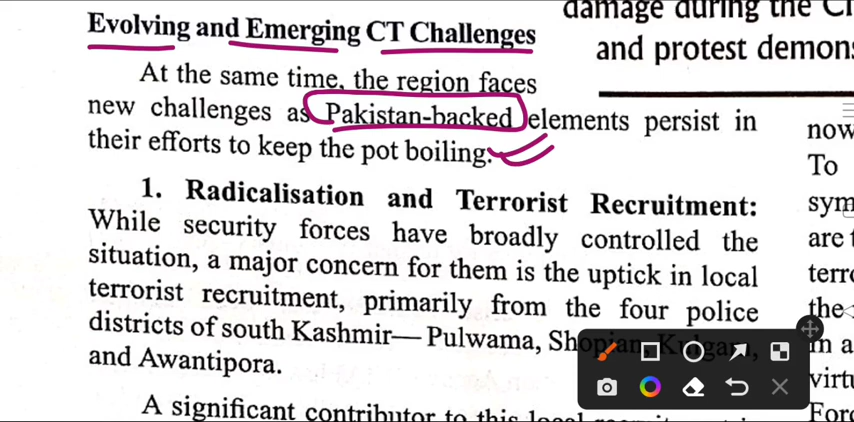 Evolving and Emerging CT Challenges
At the same time, the region faces
new challenges as Pakistan-backed elements persist in
their efforts to keep the pot boiling.
1. Radicalisation and Terrorist Recruitment:
While security forces have broadly controlled the
situation, a major concern for them is the uptick in local
terrorist recruitment, primarily from the four police
districts of south Kashmir— Pulwama, Shopian, Kulgam,
and Awantipora.
A significant contributor to this local
damage during the
and protest
now
To
are
the